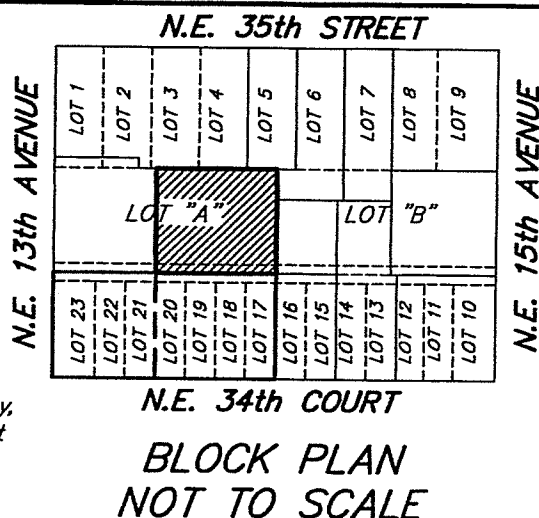 N.E. 35th STREET
N.E. 13th AVENUE
LOT 1
LOT 2
LOT 3
LOT 4
LOT 5
LOT 6
LOT 7
LOT 8
LOT 9
N.E. 15th AVENUE
LOT "A"
LOT "B"
LOT 23
LOT 22
LOT 21
LOT 20
LOT 19
LOT 18
LOT 17
LOT 16
LOT 15
LOT 14
LOT 13
LOT 12
LOT 11
LOT 10
N.E. 34th COURT
BLOCK PLAN
NOT TO SCALE